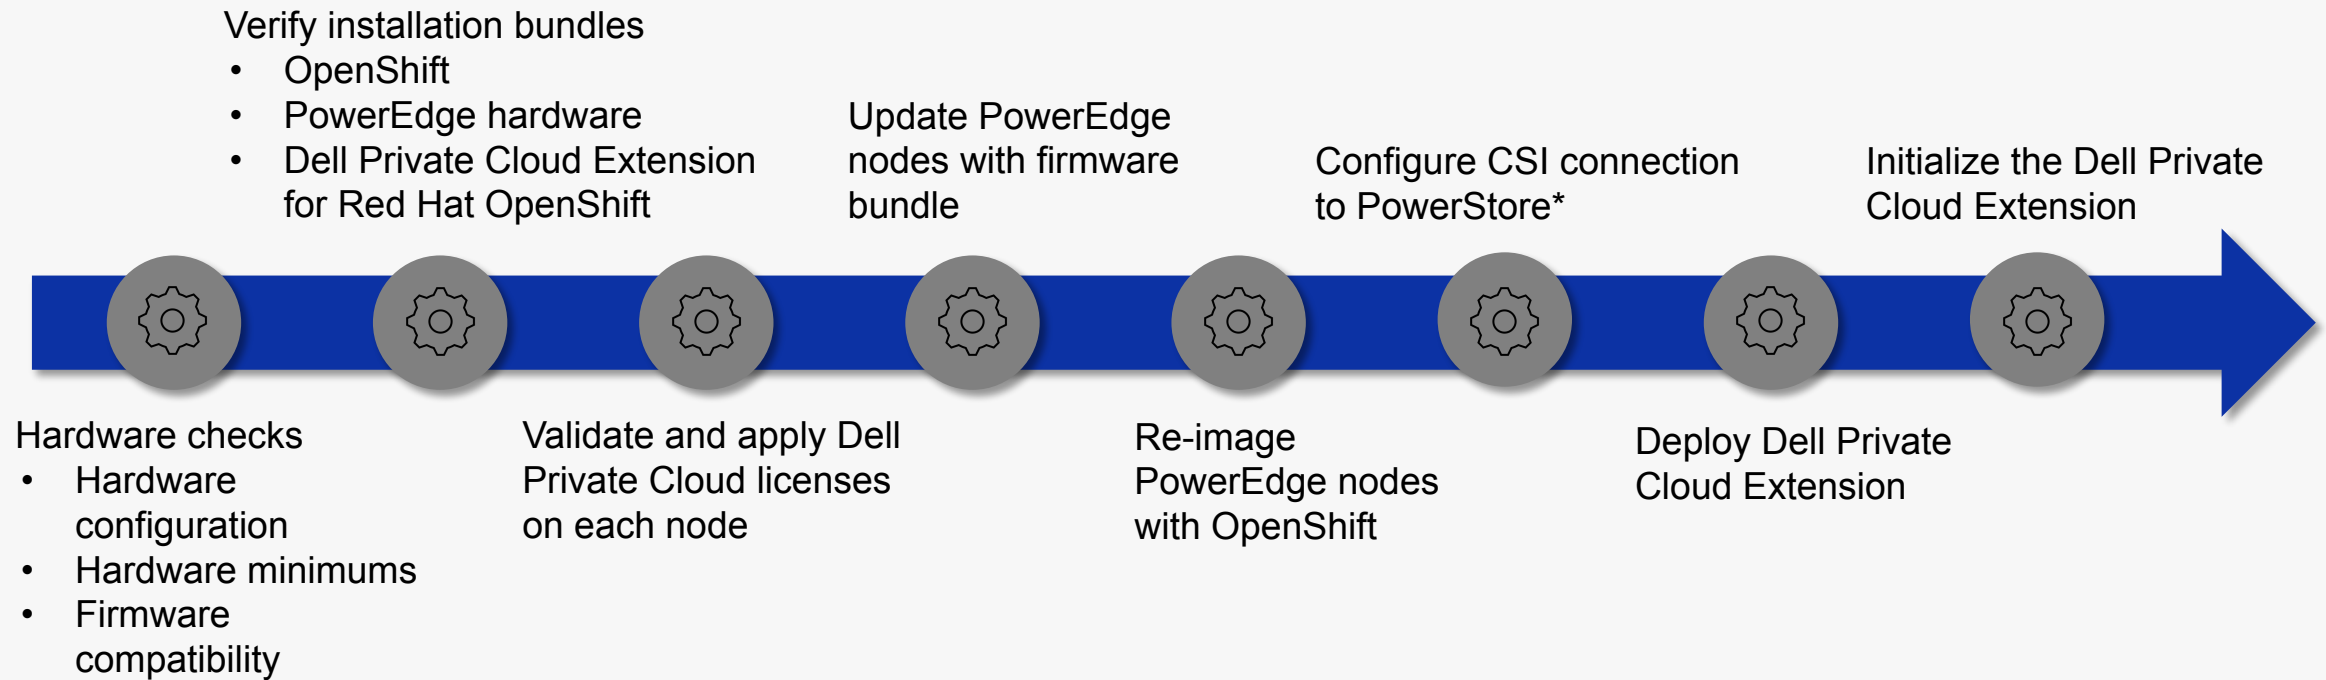 Verify installation bundles
• OpenShift
• PowerEdge hardware
• Dell Private Cloud Extension
for Red Hat OpenShift
Update PowerEdge
nodes with firmware
bundle
Configure CSI connection
to PowerStore*
Initialize the Dell Private
Cloud Extension
Hardware checks
• Hardware
configuration
• Hardware minimums
• Firmware
compatibility
Validate and apply Dell
Private Cloud licenses
on each node
Re-image
PowerEdge nodes
with OpenShift
Deploy Dell Private
Cloud Extension